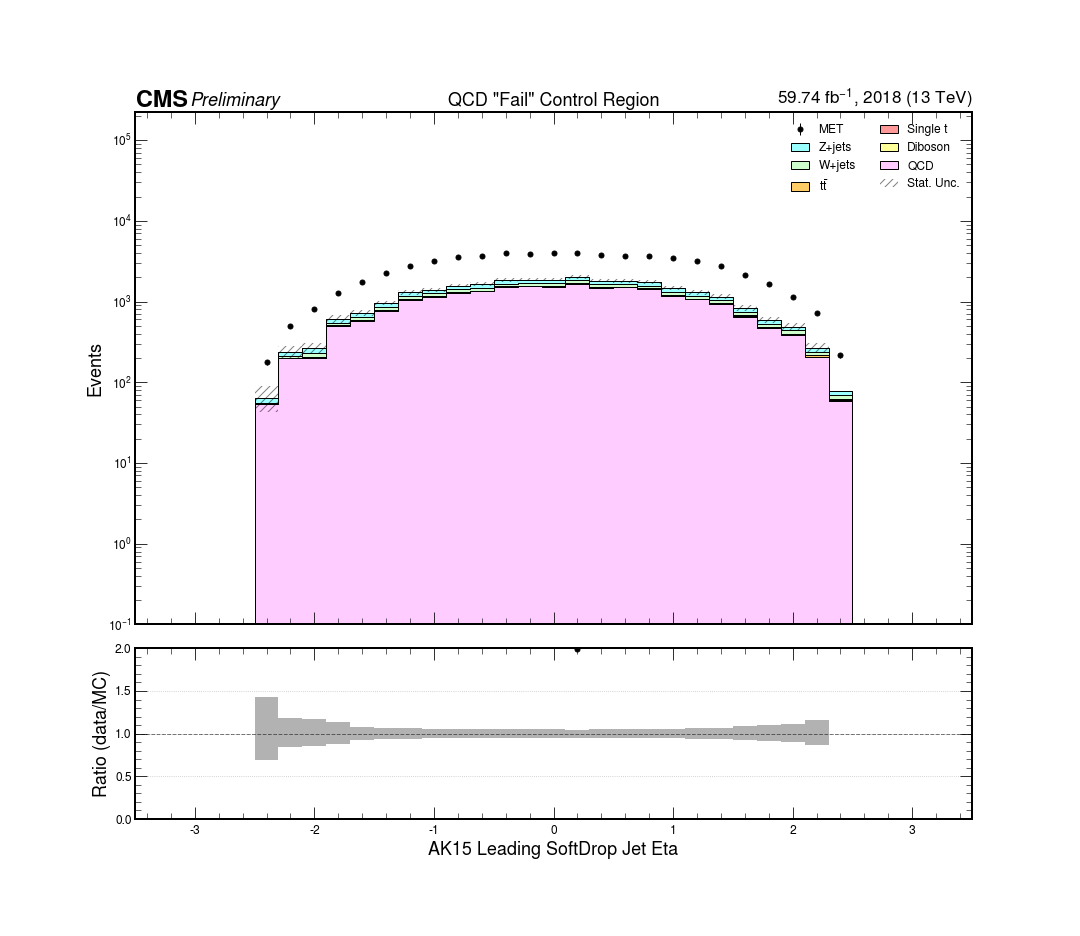 CMS Preliminary QCD "Fail" Control Region 59.74 fb⁻¹, 2018 (13 TeV)
MET Single t
Z+jets Diboson
W+jets QCD
tt̄ Stat. Unc.
Events
10⁵
10⁴
10³
10²
10¹
10⁰
10⁻¹
Ratio (data/MC)
2.0
1.5
1.0
0.5
0.0
-3 -2 -1 0 1 2 3
AK15 Leading SoftDrop Jet Eta